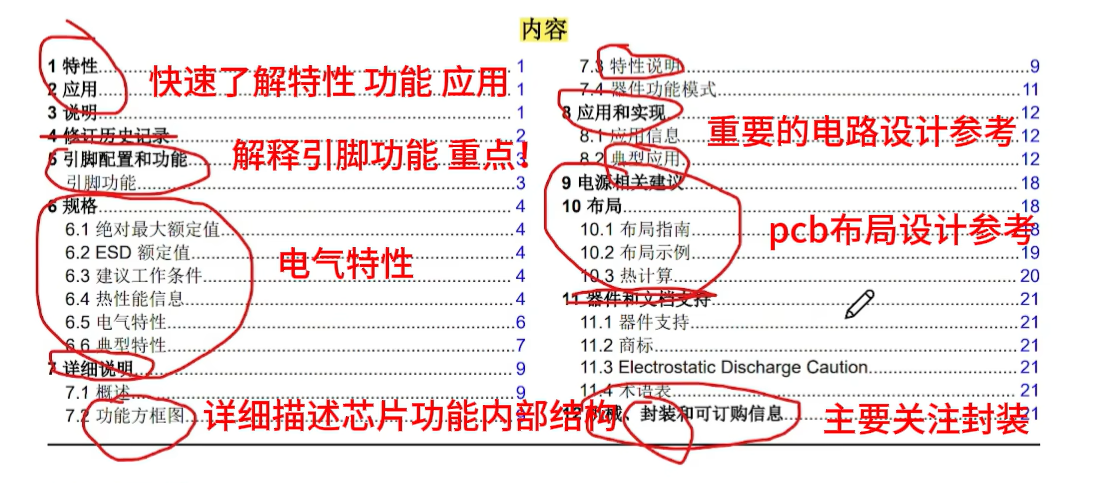 内容
1 特性 1
2 应用 1
3 说明 1
快速了解特性 功能 应用
4 修订历史记录 2
5 引脚配置和功能 3
引脚功能 3
解释引脚功能 重点!
6 规格 4
6.1 绝对最大额定值 4
6.2 ESD 额定值 4
6.3 建议工作条件 4
6.4 热性能信息 4
6.5 电气特性 6
6.6 典型特性 7
电气特性
7 详细说明 9
7.1 概述 9
7.2 功能方框图
详细描述芯片功能内部结构
7.3 特性说明 9
7.4 器件功能模式 11
8 应用和实现 12
8.1 应用信息 12
8.2 典型应用 12
重要的电路设计参考
9 电源相关建议 18
10 布局 18
10.1 布局指南 18
10.2 布局示例 19
10.3 热计算 20
pcb布局设计参考
11 器件和文档支持 21
11.1 器件支持 21
11.2 商标 21
11.3 Electrostatic Discharge Caution 21
11.4 术语表 21
12 机械、封装和可订购信息 21
主要关注封装